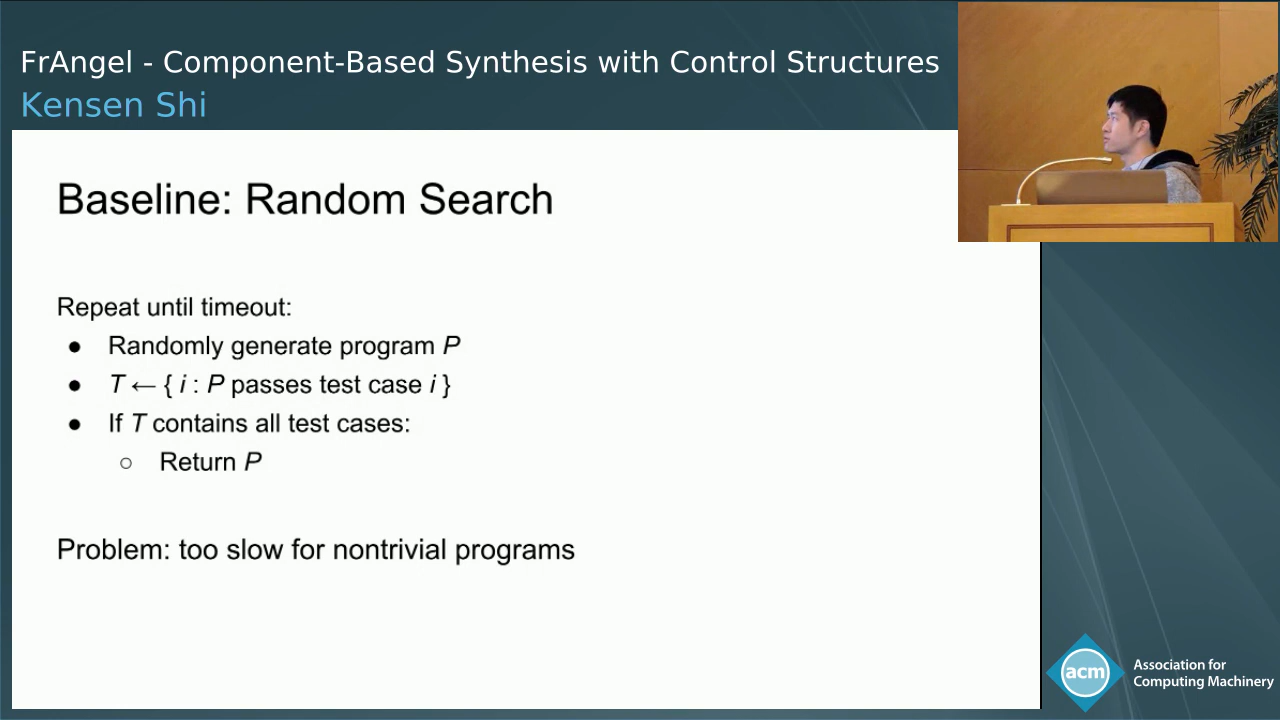 FrAngel - Component-Based Synthesis with Control Structures
Kensen Shi
Baseline: Random Search
Repeat until timeout:
● Randomly generate program P
● T ← { i : P passes test case i }
● If T contains all test cases:
○ Return P
Problem: too slow for nontrivial programs
acm
Association for
Computing Machinery